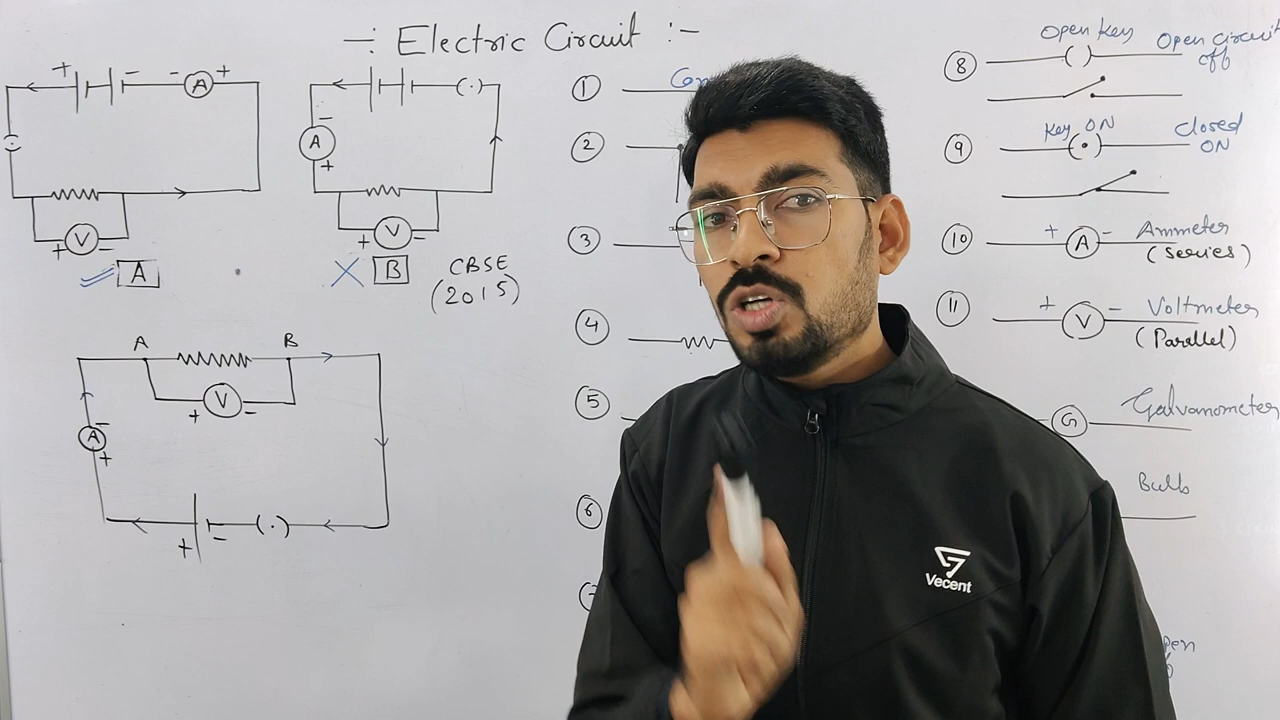 -: Electric Circuit :-
+ - - A +
A - +
V + -
A
B
CBSE
(2015)
A B
V + -
A - +
+ -
1
2
3
4
5
6
8 Open Key Open circuit
off
9 Key ON Closed
ON
10 + A - Ammeter
(Series)
11 + V - Voltmeter
(Parallel)
G Galvanometer
Bulb
Vecent